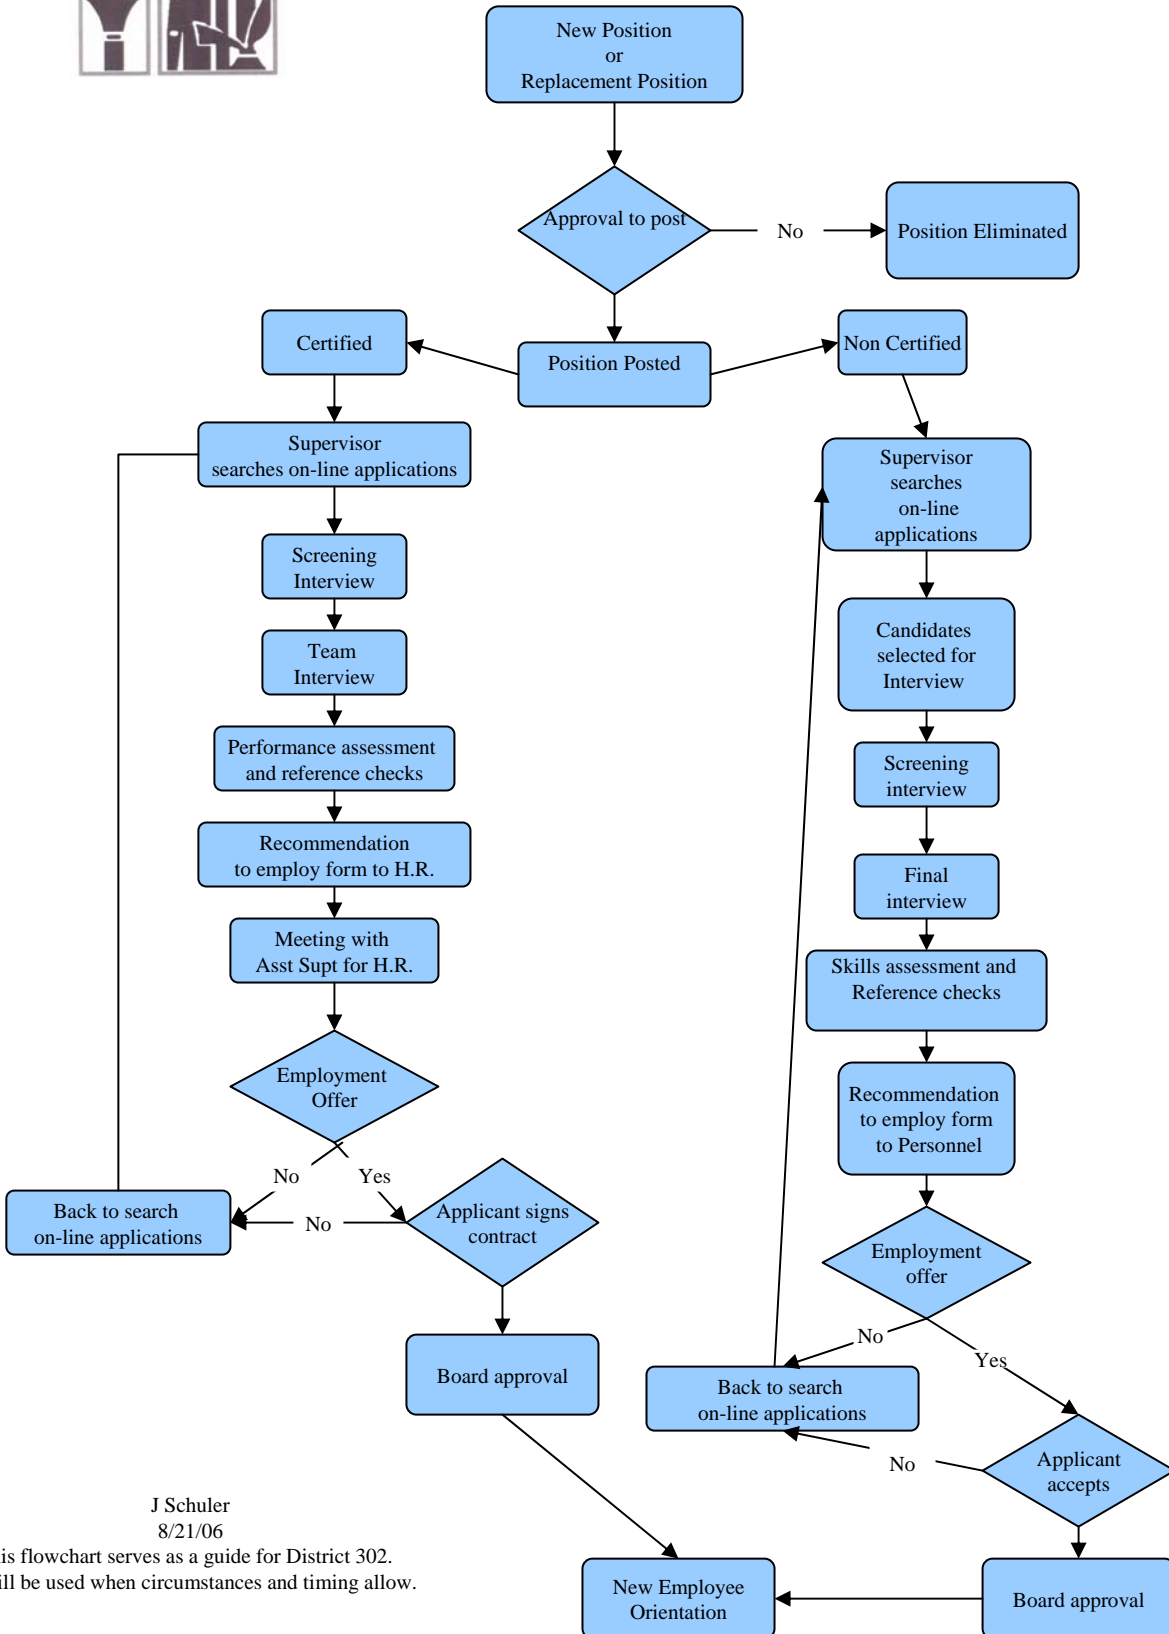 New Position
or
Replacement Position
Approval to post
No
Position Eliminated
Certified
Position Posted
Non Certified
Supervisor
searches on-line applications
Screening
Interview
Team
Interview
Performance assessment
and reference checks
Recommendation
to employ form to H.R.
Meeting with
Asst Supt for H.R.
Employment
Offer
No
Yes
Back to search
on-line applications
No
Applicant signs
contract
Board approval
Supervisor
searches
on-line
applications
Candidates
selected for
Interview
Screening
interview
Final
interview
Skills assessment and
Reference checks
Recommendation
to employ form
to Personnel
Employment
offer
No
Yes
Back to search
on-line applications
No
Applicant
accepts
Board approval
New Employee
Orientation
J Schuler
8/21/06
flowchart serves as a guide for District 302.
be used when circumstances and timing allow.